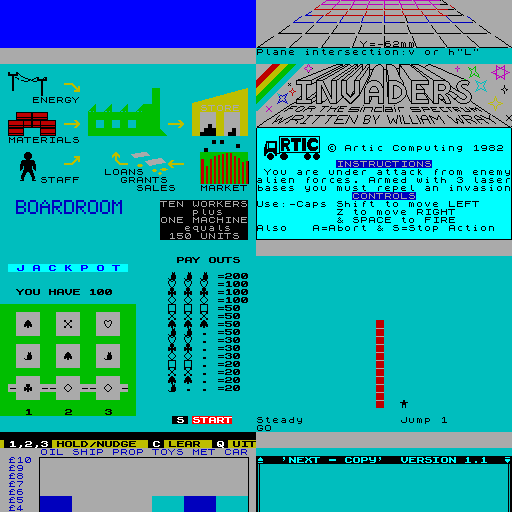 Y=-62mm
Plane intersection:v or h"L"
ENERGY
MATERIALS
STAFF
LOANS
GRANTS
SALES
MARKET
BOARDROOM
TEN WORKERS
plus
ONE MACHINE
equals
150 UNITS
INVADERS
FOR THE SINCLAIR SPECTRUM
WRITTEN BY WILLIAM WRAY
ARTIC © Artic Computing 1982
INSTRUCTIONS
You are under attack from enemy
alien forces. Armed with 3 laser
bases you must repel an invasion
CONTROLS
Use:-Caps Shift to move LEFT
Z to move RIGHT
& SPACE to FIRE
Also A=Abort & S=Stop Action
JACKPOT
YOU HAVE 100
1 2 3
PAY OUTS
=200
=100
=100
=100
=50
=50
=50
=50
=30
=30
=30
=20
=20
=20
=20
S START
Steady
GO
Jump 1
1,2,3 HOLD/NUDGE C LEAR Q UIT
OIL SHIP PROP TOYS MET CAR
£10
£9
£8
£7
£6
£5
£4
'NEXT - COPY' VERSION 1.1